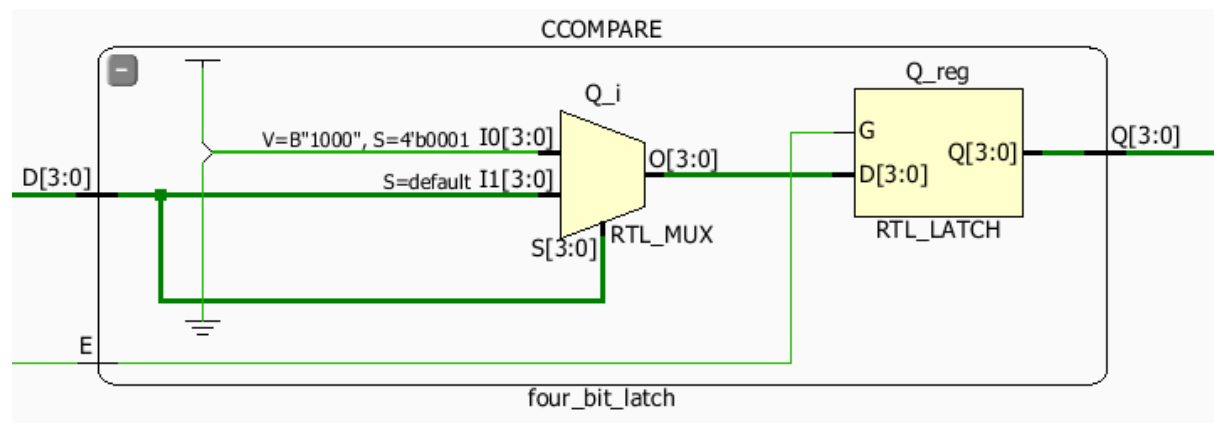 CCOMPARE
-
Q_i
Q_reg
V=B"1000", S=4'b0001 I0[3:0]
G
Q[3:0]
Q[3:0]
O[3:0]
D[3:0]
S=default I1[3:0]
D[3:0]
RTL_LATCH
RTL_MUX
S[3:0]
E
four_bit_latch